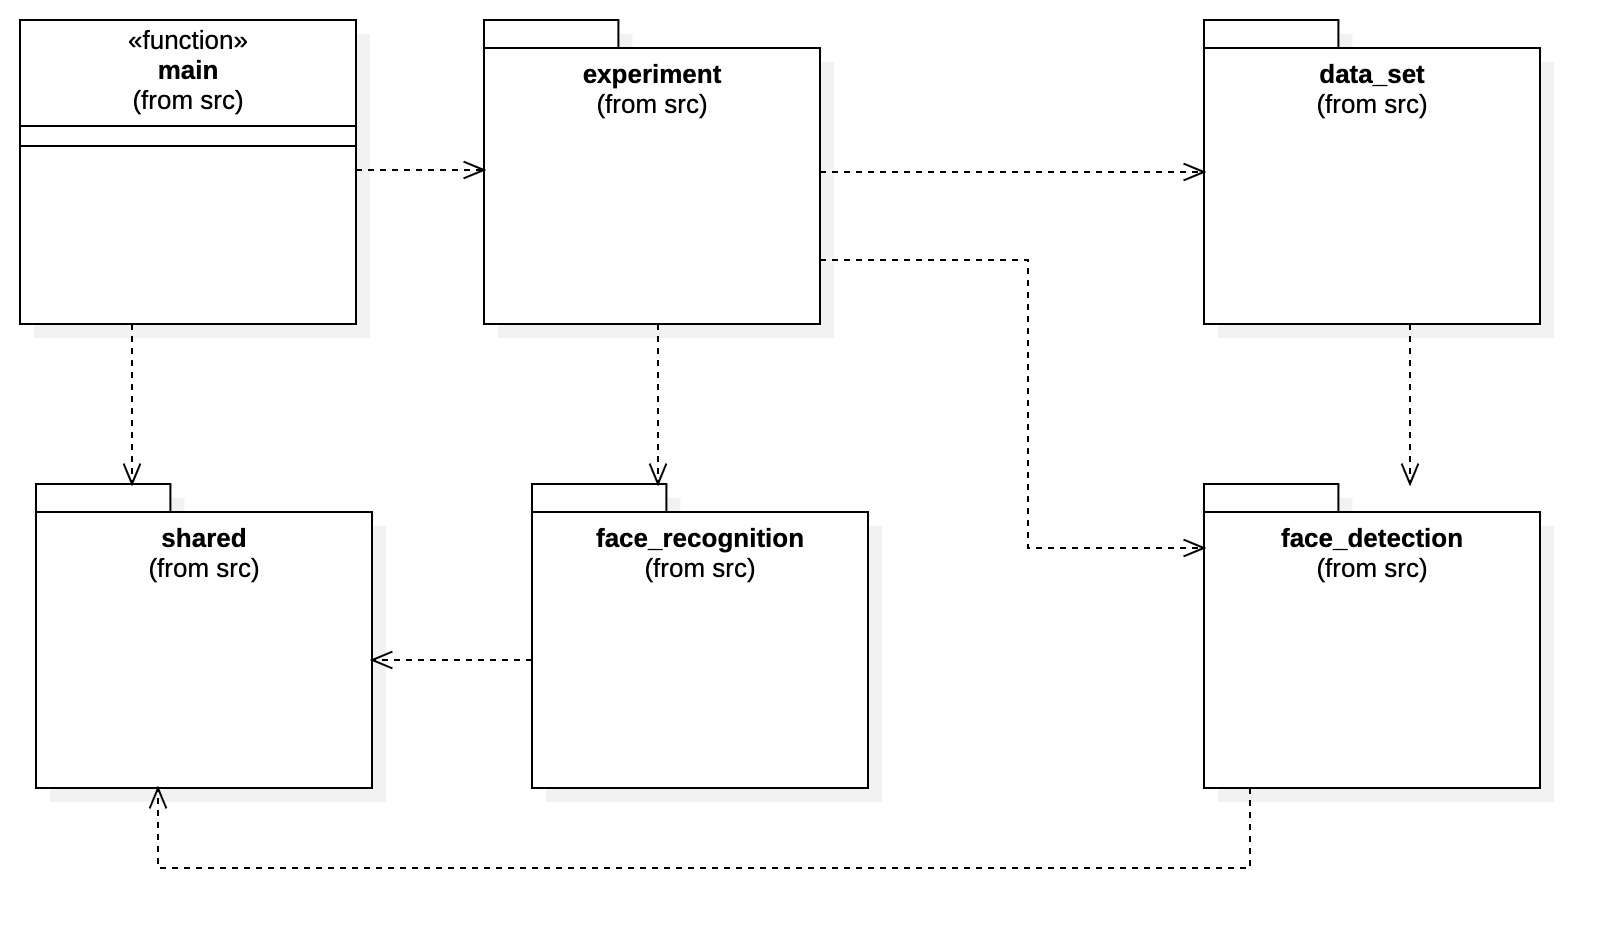 «function»
main
(from src)
experiment
(from src)
data_set
(from src)
shared
(from src)
face_recognition
(from src)
face_detection
(from src)